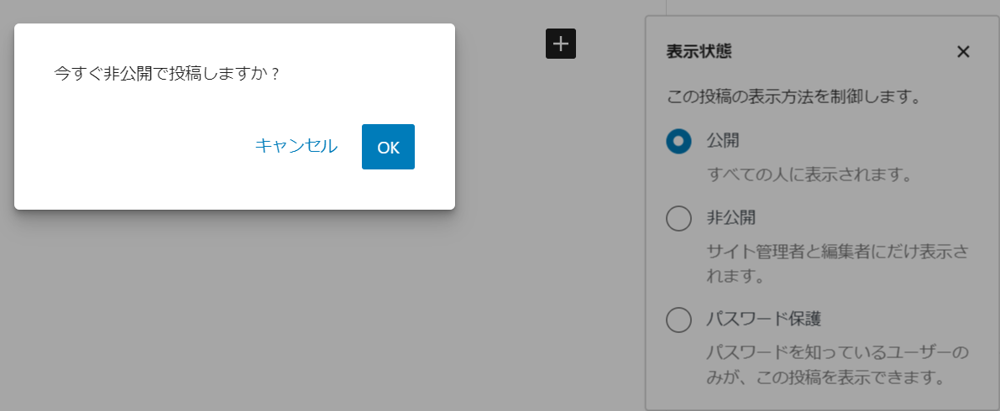 今すぐ非公開で投稿しますか ?
キャンセル
OK
表示状態
この投稿の表示方法を制御します。
公開
すべての人に表示されます。
非公開
サイト管理者と編集者にだけ表示さ
れます。
パスワード保護
パスワードを知っているユーザーの
みが、この投稿を表示できます。